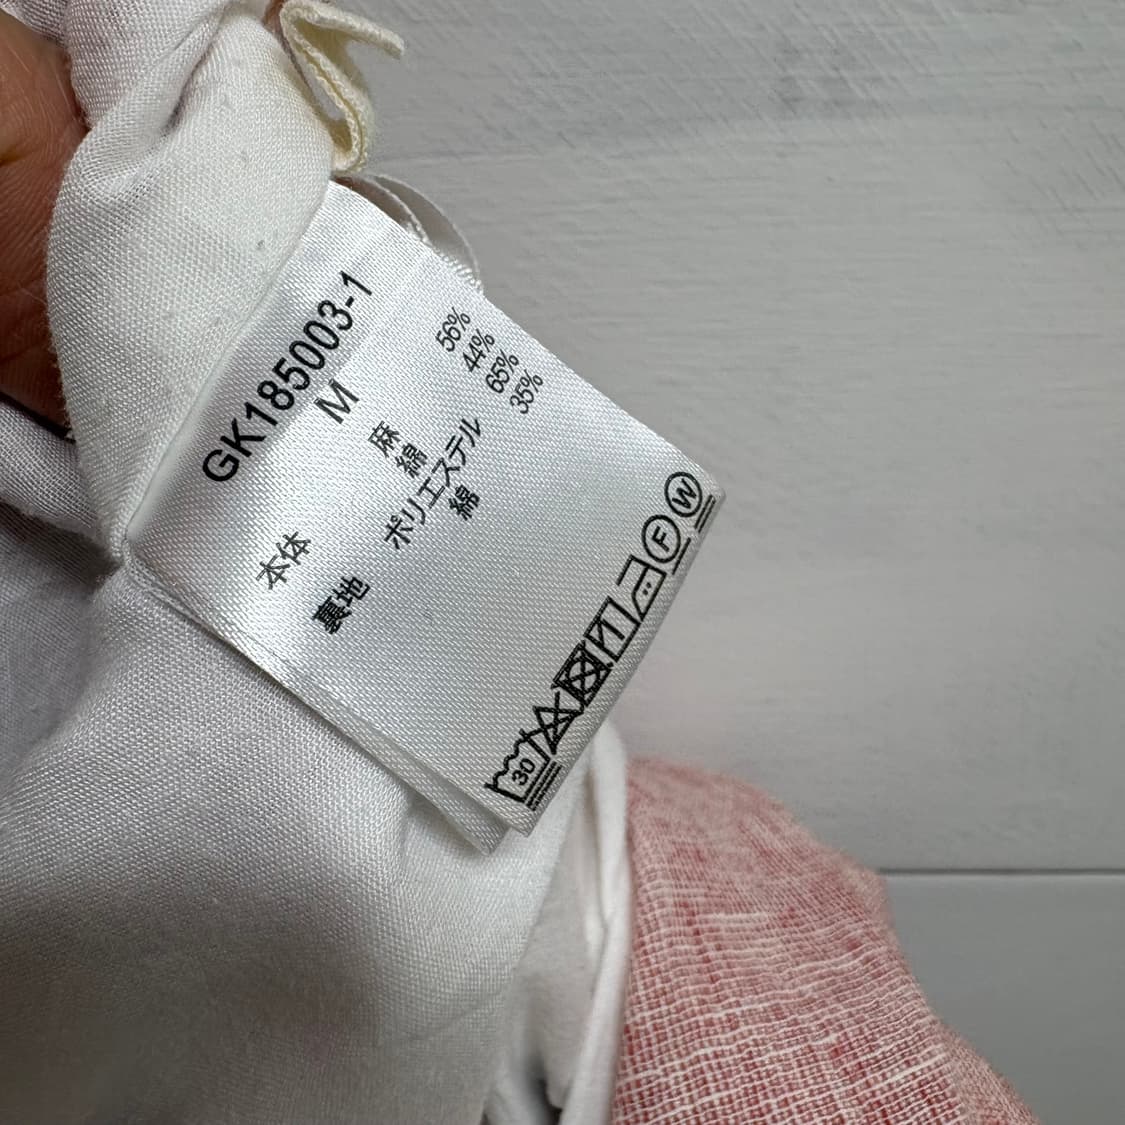 GK185003-1
M
本体 麻 56%
綿 44%
裏地 ポリエステル 65%
綿 35%
30 F W